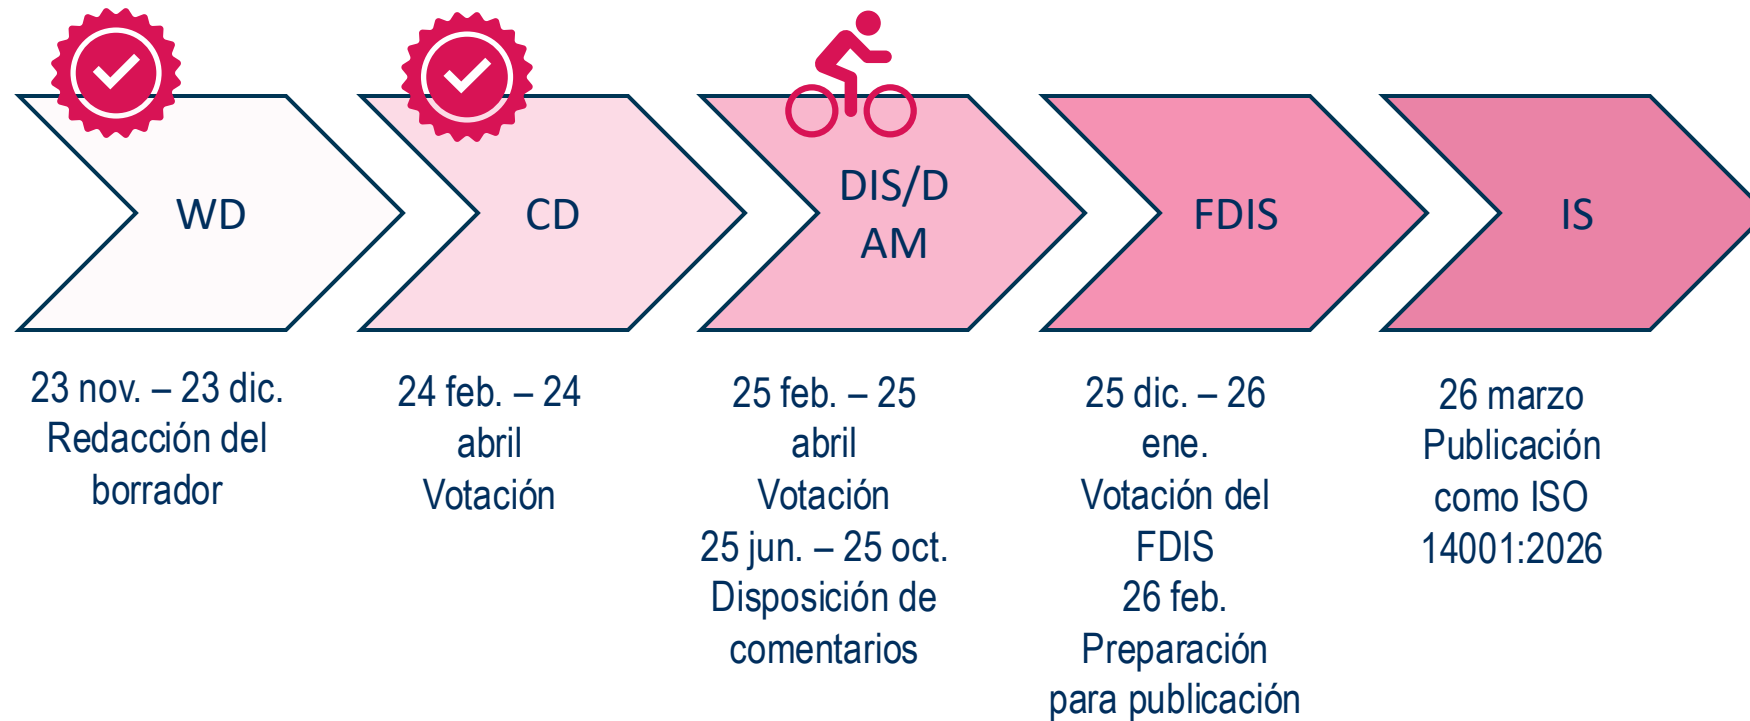 WD
CD
DIS/D
AM
FDIS
IS
23 nov. – 23 dic.
Redacción del
borrador
24 feb. – 24
abril
Votación
25 feb. – 25
abril
Votación
25 jun. – 25 oct.
Disposición de
comentarios
25 dic. – 26
ene.
Votación del
FDIS
26 feb.
Preparación
para publicación
26 marzo
Publicación
como ISO
14001:2026